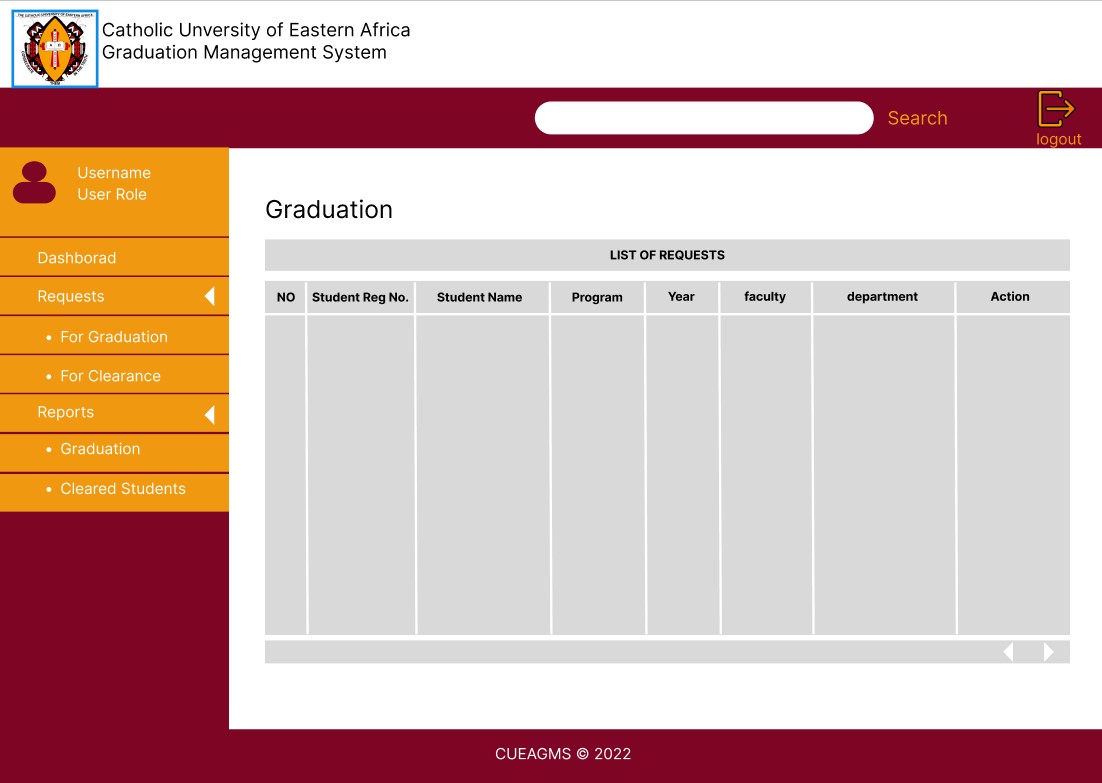 THE CATHOLIC UNIVERSITY OF EASTERN AFRICA
Catholic Unversity of Eastern Africa
Graduation Management System
Search
logout
Username
User Role
Dashborad
Requests
• For Graduation
• For Clearance
Reports
• Graduation
• Cleared Students
Graduation
LIST OF REQUESTS
NO Student Reg No. Student Name Program Year faculty department Action
CUEAGMS © 2022